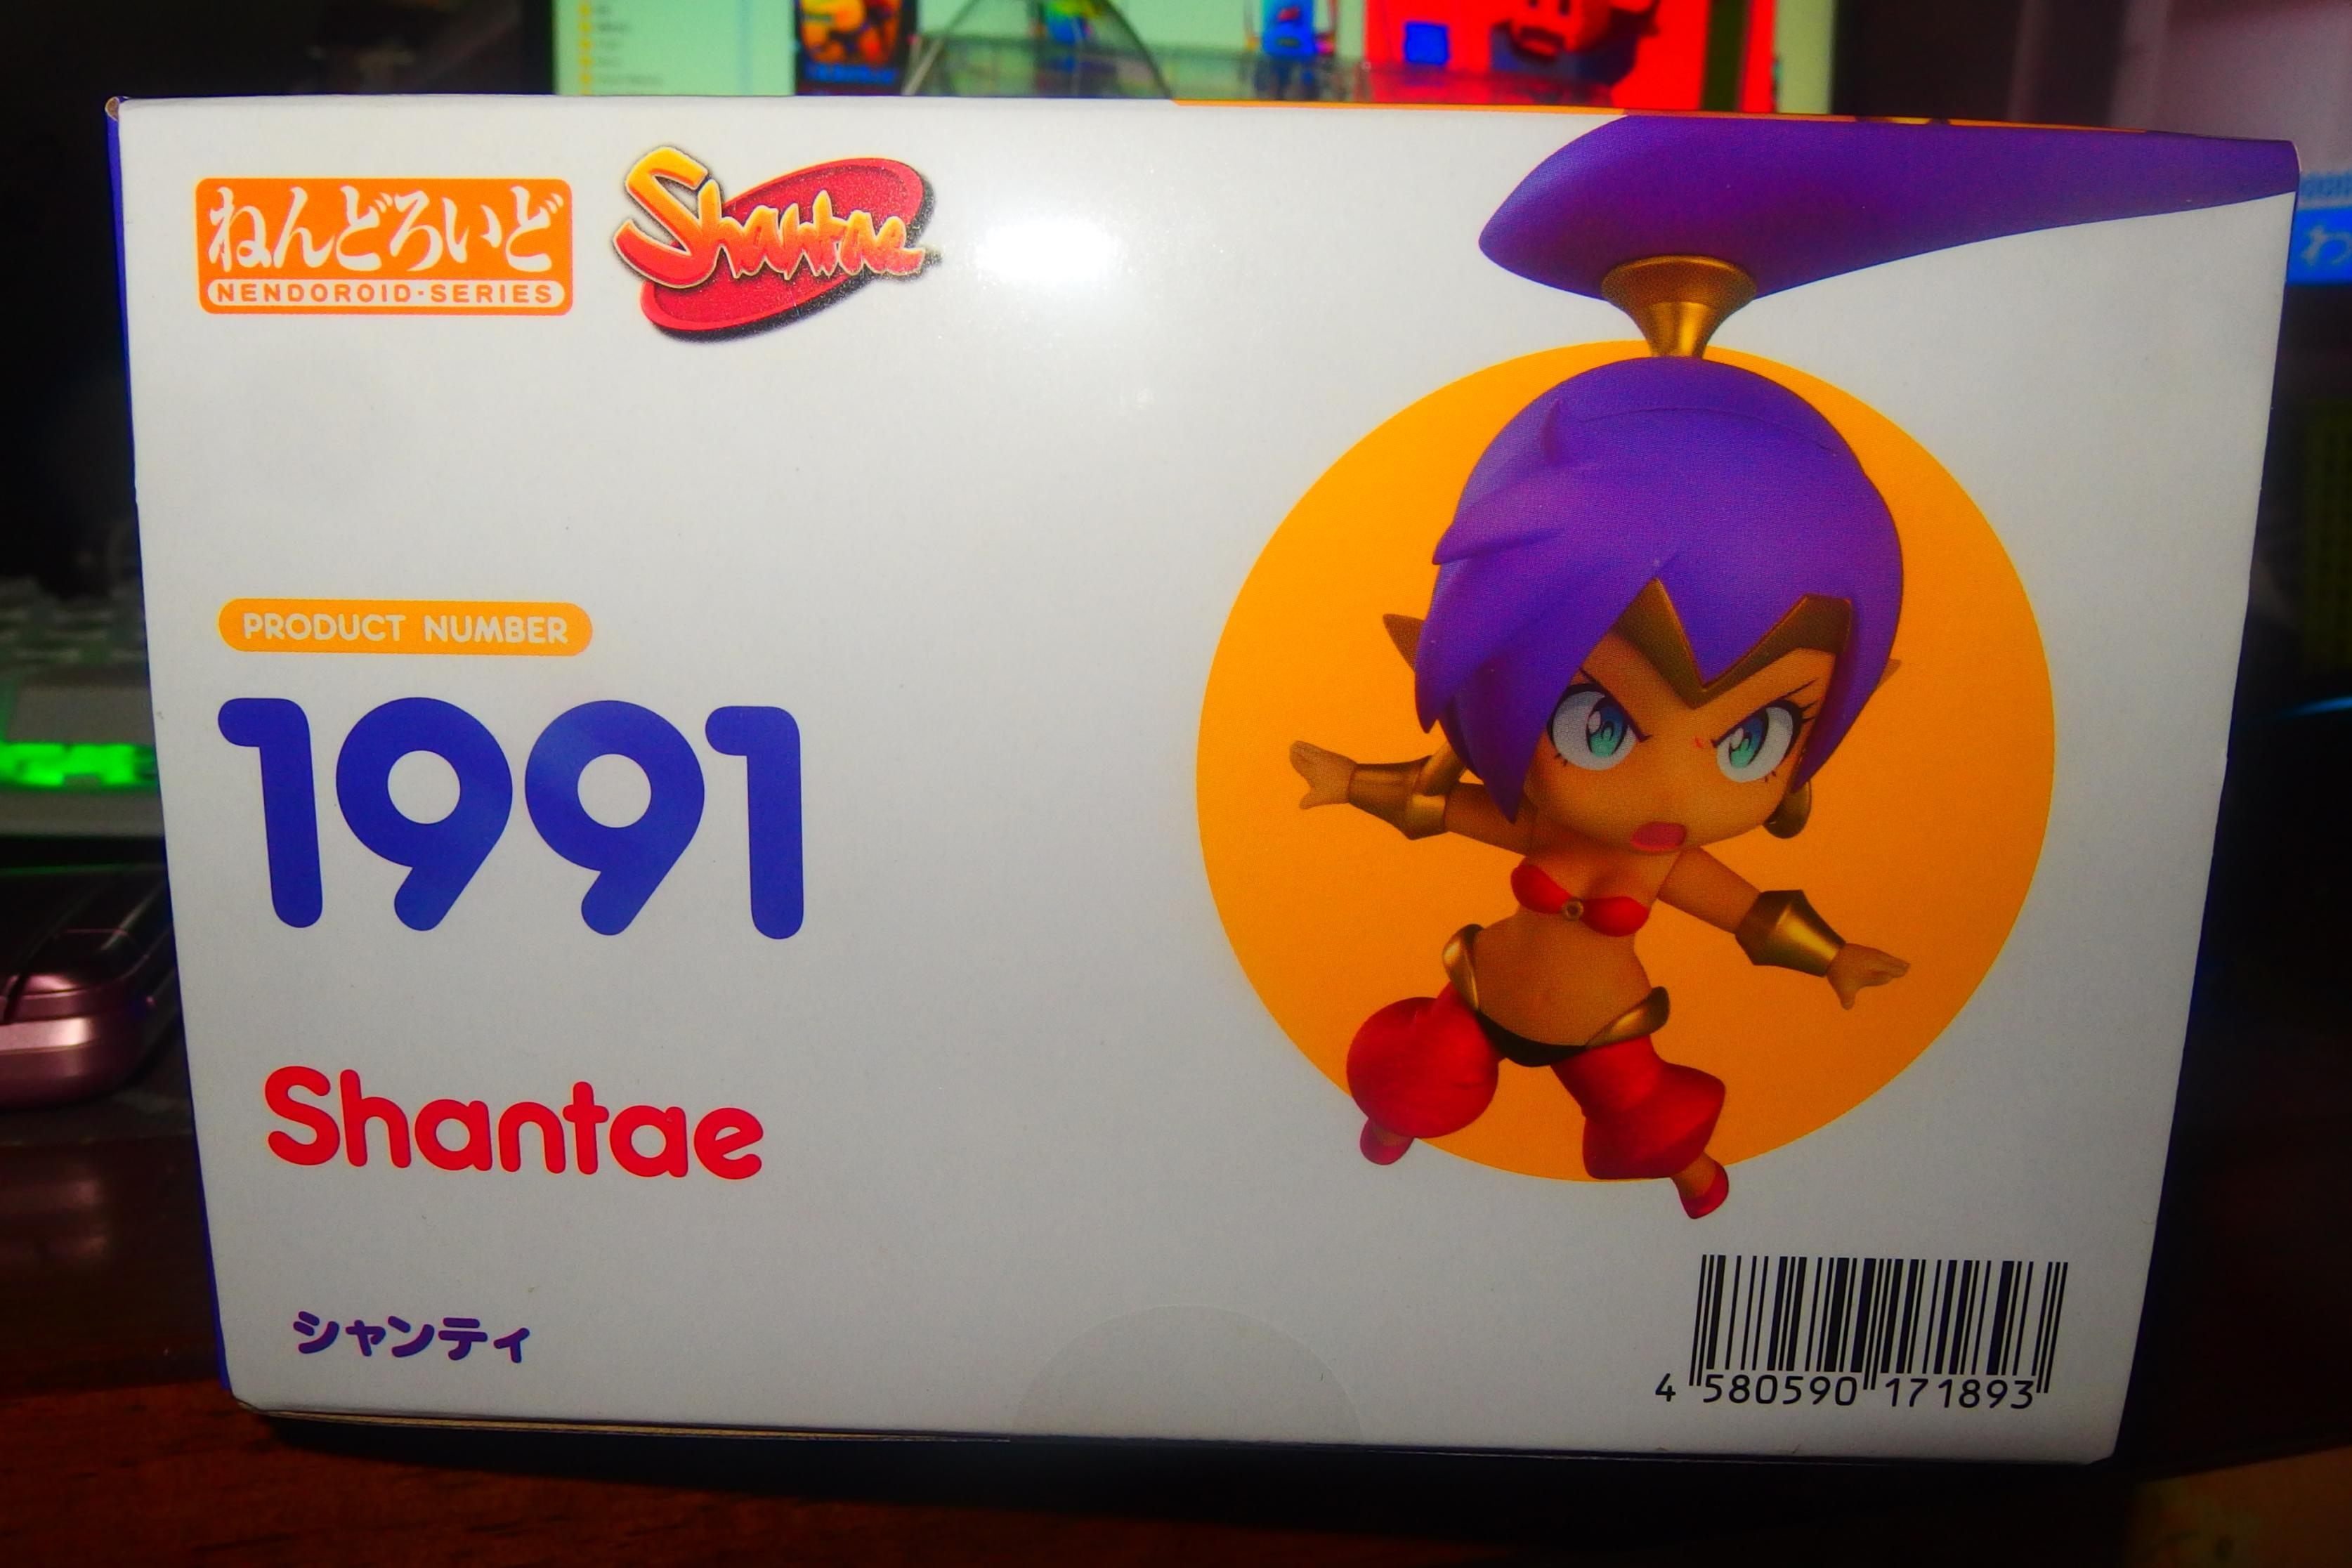 ねんどろいど
NENDOROID·SERIES
Shantae
PRODUCT NUMBER
1991
Shantae
シャンティ
4 580590 171893